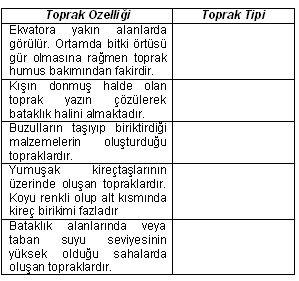 Toprak Özelliği Toprak Tipi
Ekvatora yakın alanlarda
görülür. Ortamda bitki örtüsü
gür olmasına rağmen toprak
humus bakımından fakirdir.
Kışın donmuş halde olan
toprak yazın çözülerek
bataklık halini almaktadır.
Buzulların taşıyıp biriktirdiği
malzemelerin oluşturduğu
topraklardır.
Yumuşak kireçtaşlarının
üzerinde oluşan topraklardır.
Koyu renkli olup alt kısmında
kireç birikimi fazladır
Bataklık alanlarında veya
taban suyu seviyesinin
yüksek olduğu sahalarda
oluşan topraklardır.